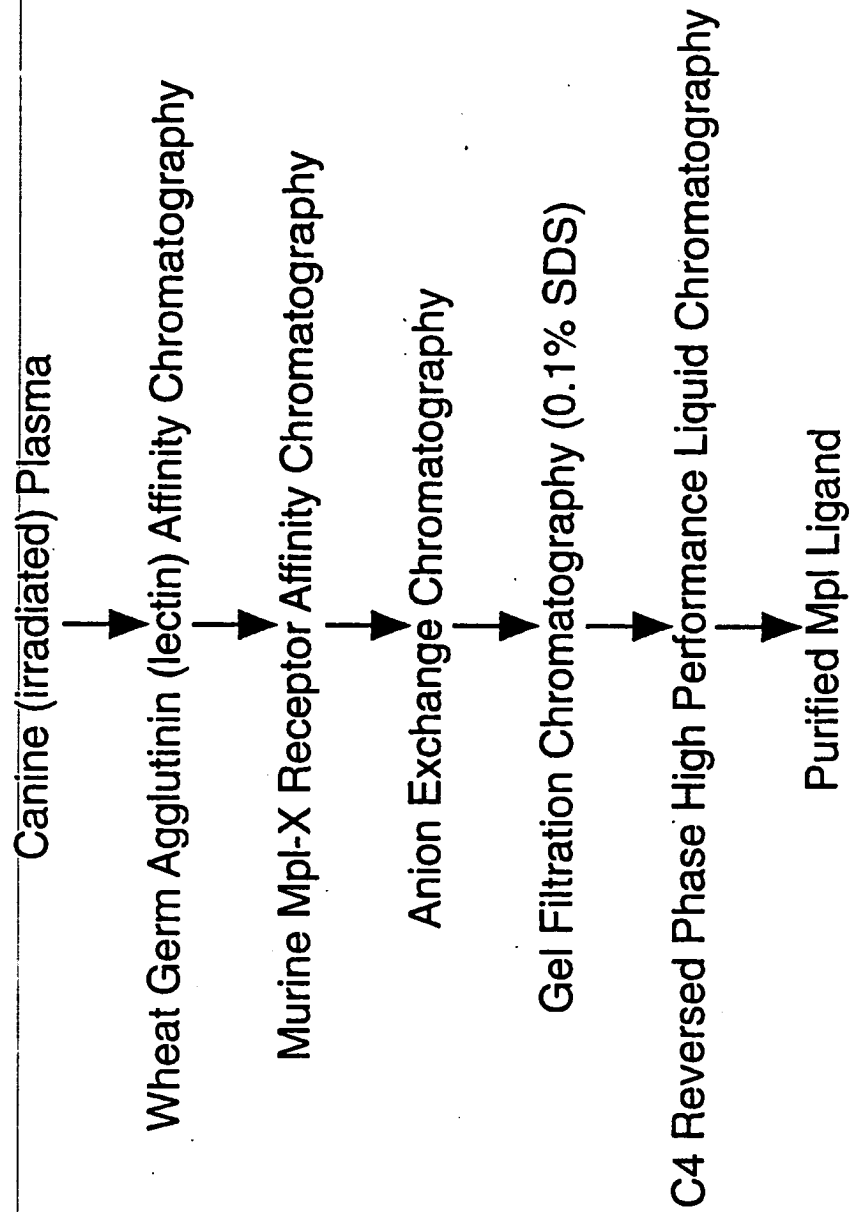 Canine (irradiated) Plasma
Wheat Germ Agglutinin (lectin) Affinity Chromatography
Murine Mpl-X Receptor Affinity Chromatography
Anion Exchange Chromatography
Gel Filtration Chromatography (0.1% SDS)
C4 Reversed Phase High Performance Liquid Chromatography
Purified Mpl Ligand